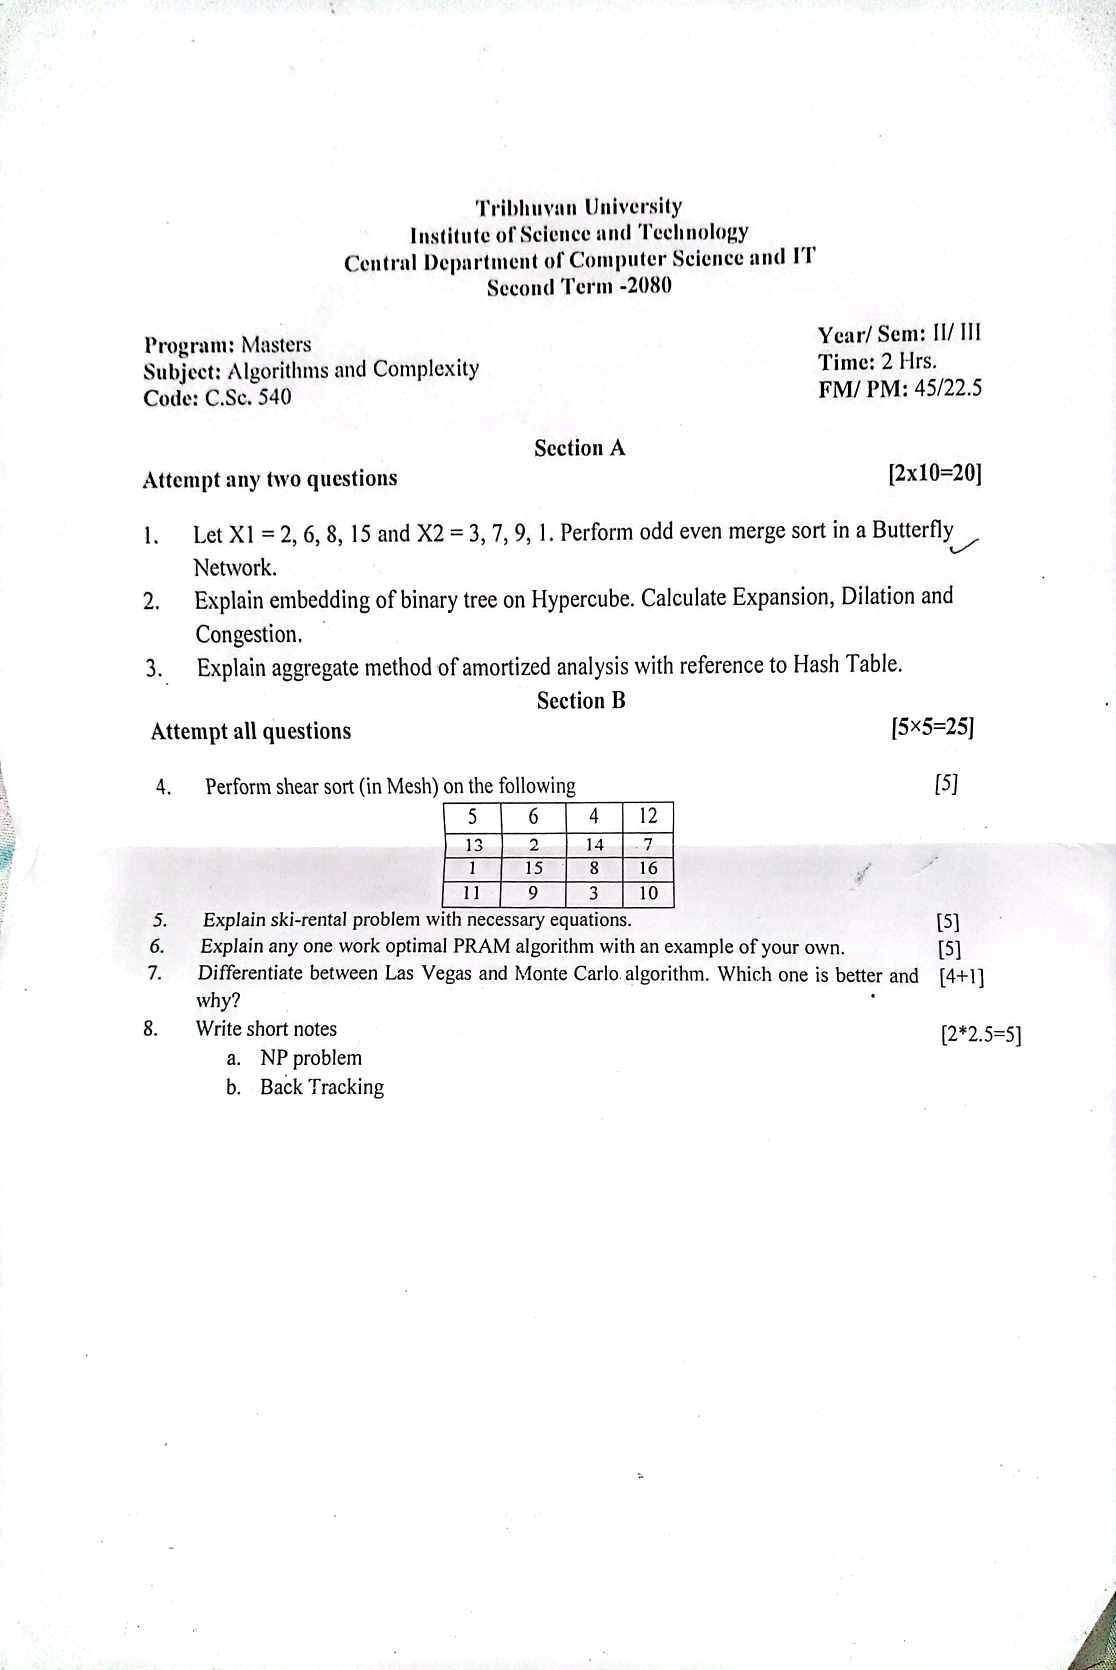 Tribhuvan University
Institute of Science and Technology
Central Department of Computer Science and IT
Second Term -2080
Program: Masters
Year/ Sem: II/ III
Subject: Algorithms and Complexity
Time: 2 Hrs.
Code: C.Sc. 540
FM/ PM: 45/22.5
Section A
Attempt any two questions [2x10=20]
1. Let X1 = 2, 6, 8, 15 and X2 = 3, 7, 9, 1. Perform odd even merge sort in a Butterfly
Network.
2. Explain embedding of binary tree on Hypercube. Calculate Expansion, Dilation and
Congestion.
3. Explain aggregate method of amortized analysis with reference to Hash Table.
Section B
Attempt all questions [5×5=25]
4. Perform shear sort (in Mesh) on the following [5]
5 6 4 12
13 2 14 7
1 15 8 16
11 9 3 10
5. Explain ski-rental problem with necessary equations. [5]
6. Explain any one work optimal PRAM algorithm with an example of your own. [5]
7. Differentiate between Las Vegas and Monte Carlo algorithm. Which one is better and [4+1]
why?
8. Write short notes [2*2.5=5]
a. NP problem
b. Back Tracking